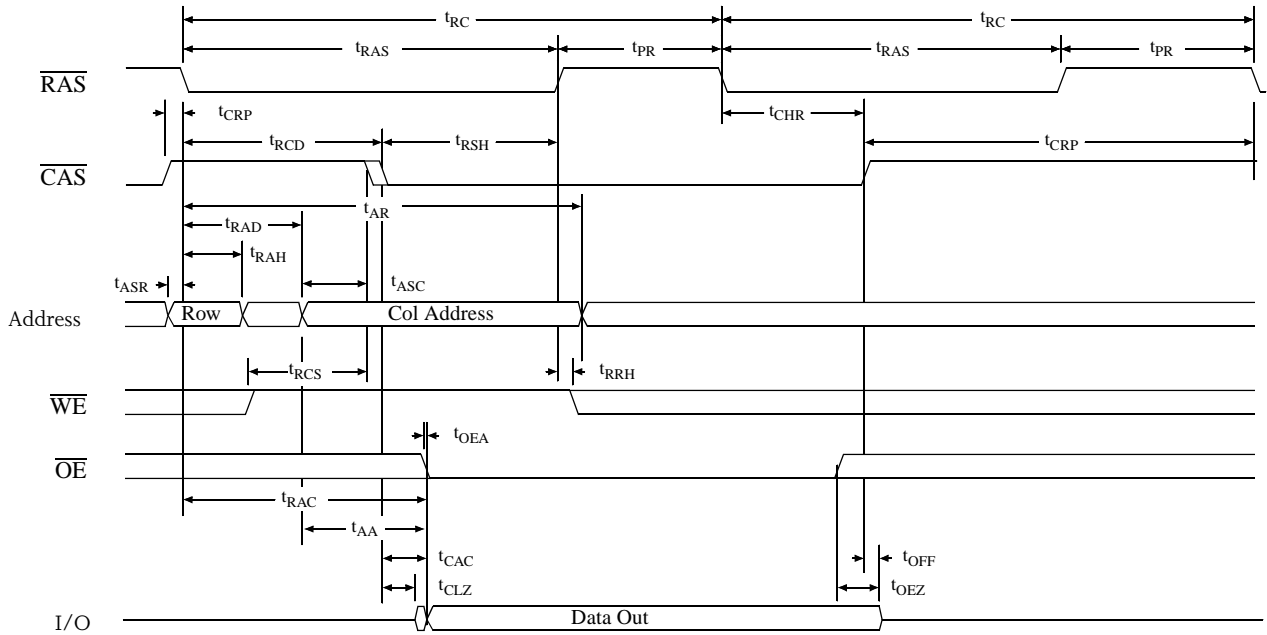 tRC tRC
tRAS tPR tRAS tPR
RAS
tCRP tCHR
tRCD tRSH tCRP
CAS
tAR
tRAD
tRAH
tASR tASC
Address Row Col Address
tRCS tRRH
WE
tOEA
OE
tRAC
tAA
tCAC tOFF
tCLZ tOEZ
I/O Data Out